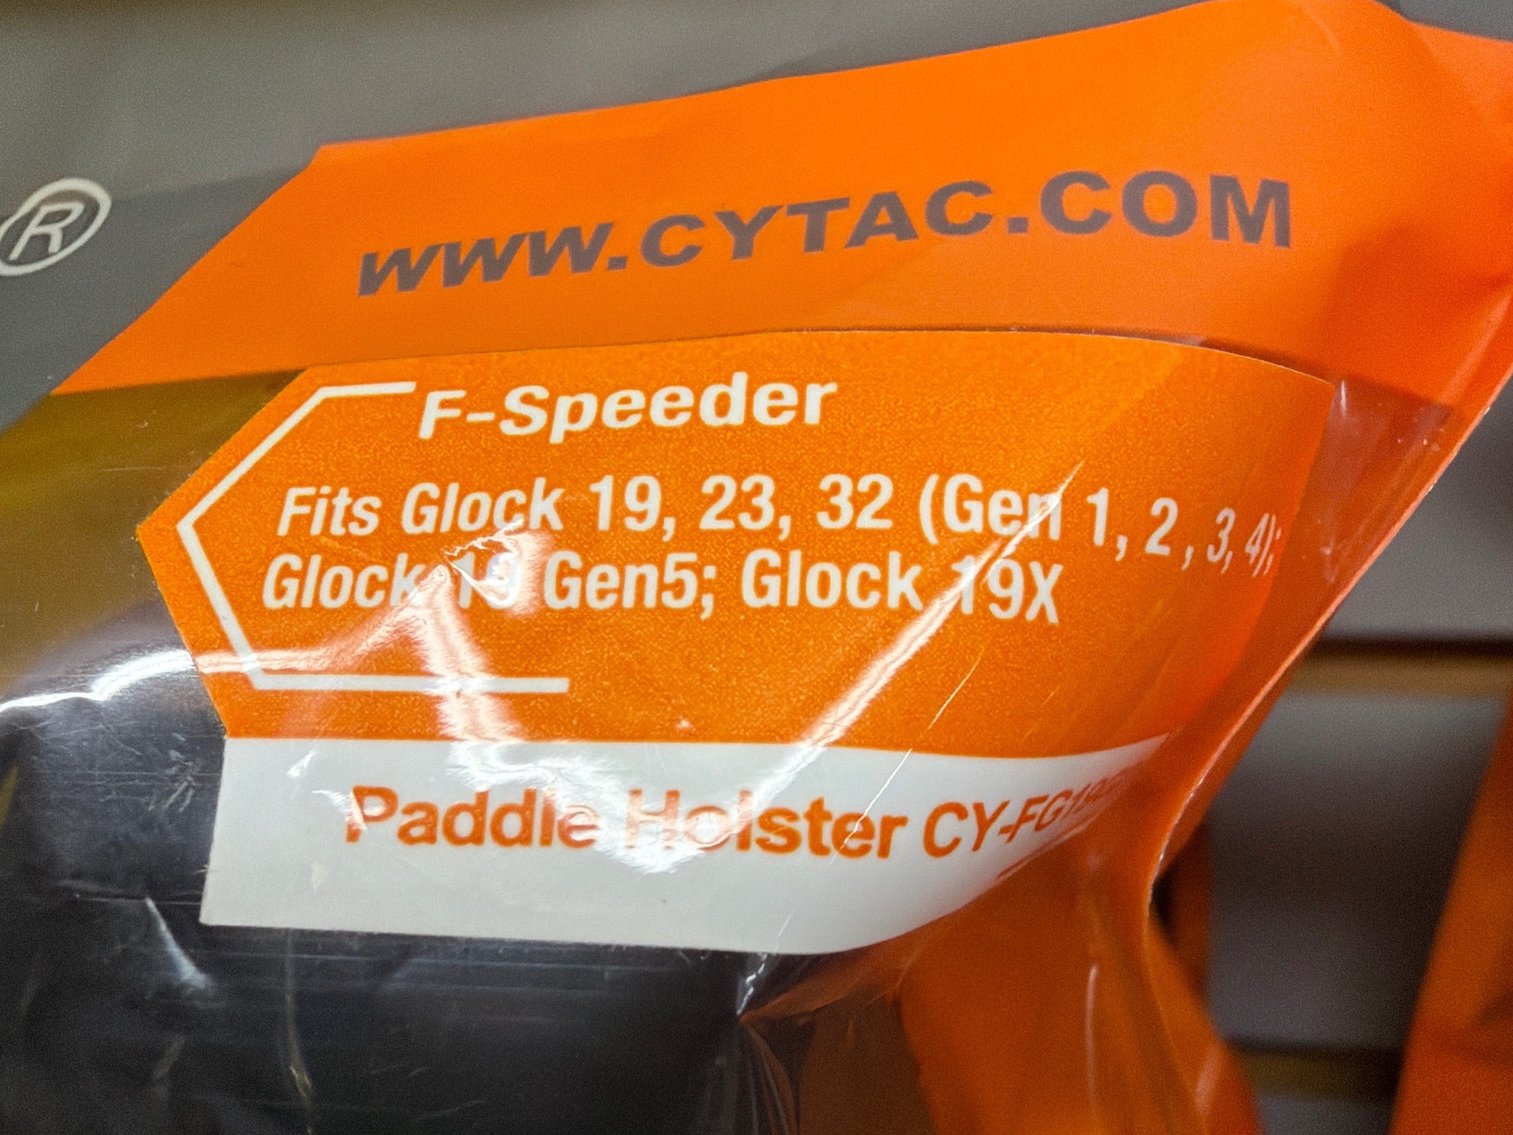 ®
WWW.CYTAC.COM
F-Speeder
Fits Glock 19, 23, 32 (Gen 1, 2, 3, 4);
Glock 19 Gen5; Glock 19X
Paddle Holster